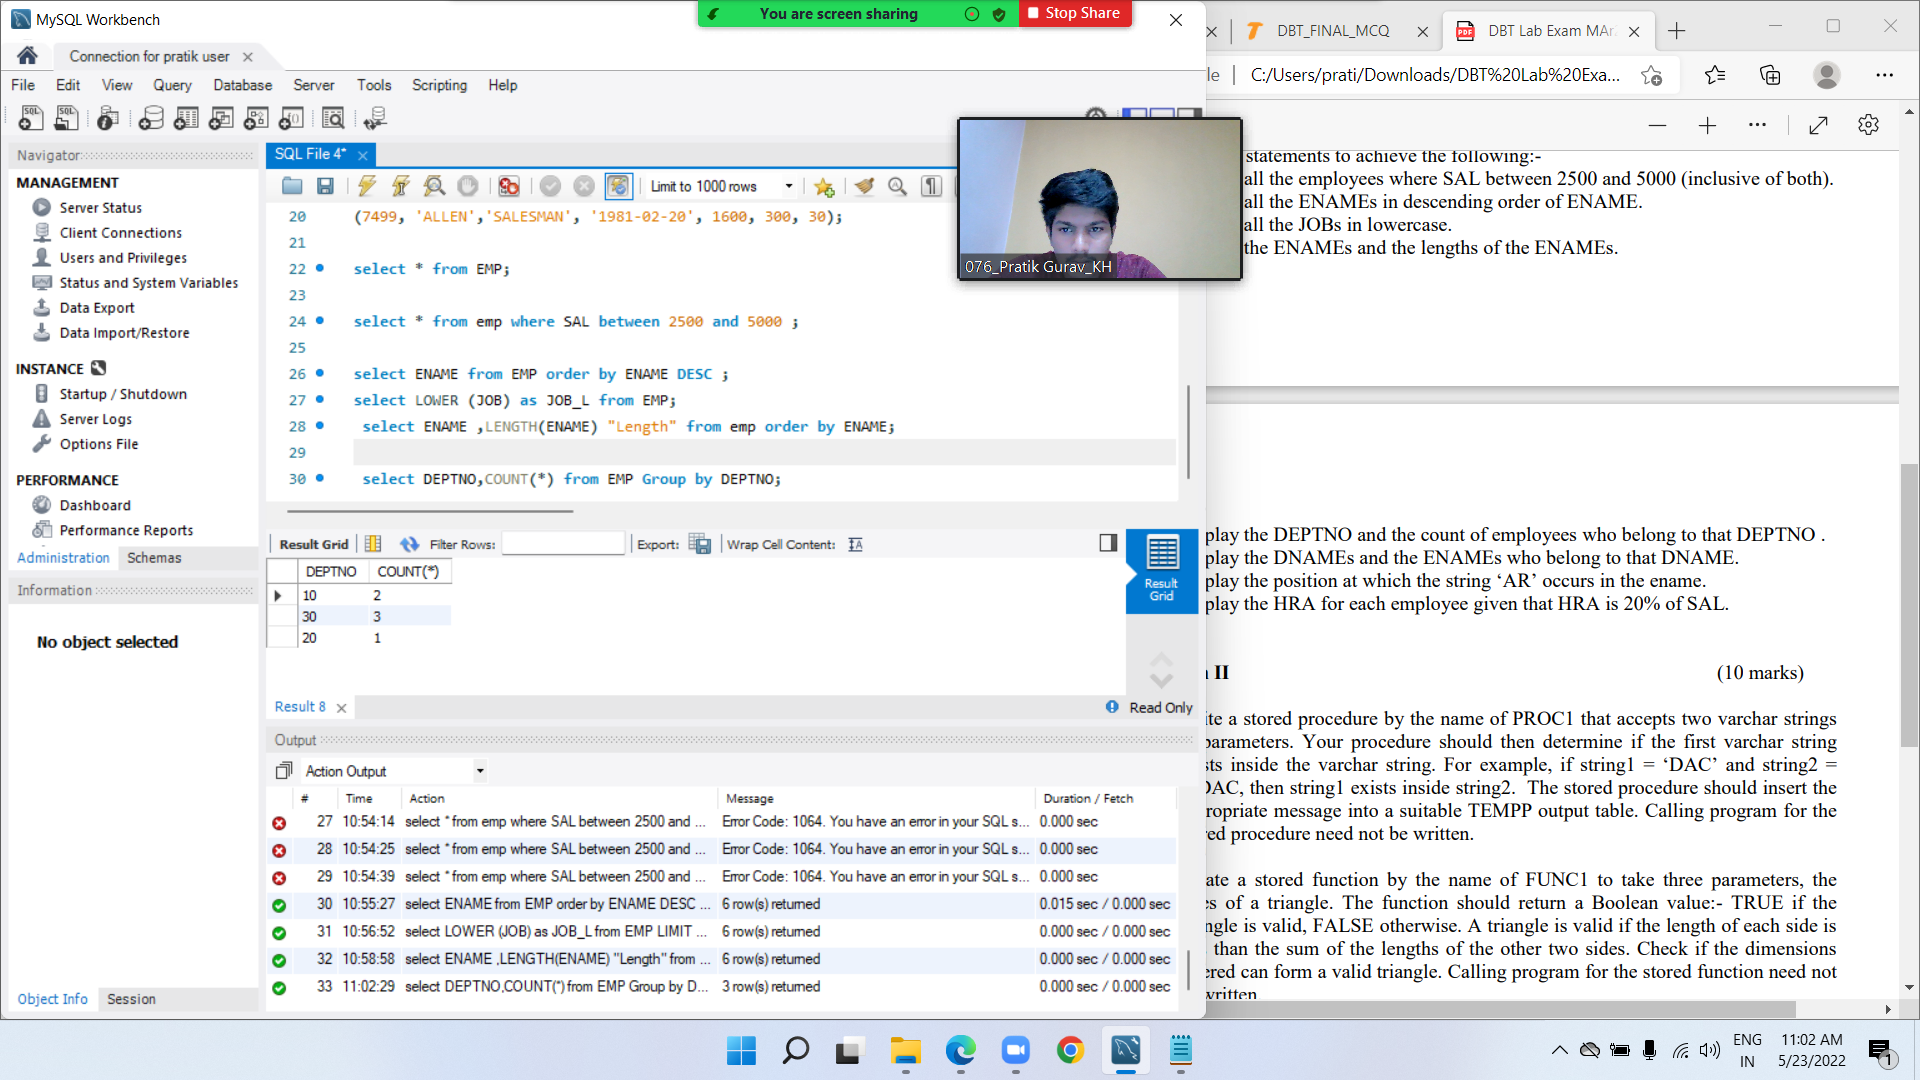 MySQL Workbench
You are screen sharing
Stop Share
Connection for pratik user
File Edit View Query Database Server Tools Scripting Help
DBT_FINAL_MCQ
DBT Lab Exam MAr
le | C:/Users/prati/Downloads/DBT%20Lab%20Exa...
Navigator
SQL File 4*
MANAGEMENT
Server Status
Client Connections
Users and Privileges
Status and System Variables
Data Export
Data Import/Restore
INSTANCE
Startup / Shutdown
Server Logs
Options File
PERFORMANCE
Dashboard
Performance Reports
Administration Schemas
Information
No object selected
Object Info Session
Limit to 1000 rows
20 (7499, 'ALLEN','SALESMAN', '1981-02-20', 1600, 300, 30);
21
22 select * from EMP;
23
24 select * from emp where SAL between 2500 and 5000 ;
25
26 select ENAME from EMP order by ENAME DESC ;
27 select LOWER (JOB) as JOB_L from EMP;
28 select ENAME ,LENGTH(ENAME) "Length" from emp order by ENAME;
29
30 select DEPTNO,COUNT(*) from EMP Group by DEPTNO;
076_Pratik Gurav_KH
Result Grid Filter Rows: Export: Wrap Cell Content:
DEPTNO COUNT(*)
10 2
30 3
20 1
Result Grid
Result 8
Read Only
Output
Action Output
# Time Action Message Duration / Fetch
27 10:54:14 select * from emp where SAL between 2500 and ... Error Code: 1064. You have an error in your SQL s... 0.000 sec
28 10:54:25 select * from emp where SAL between 2500 and ... Error Code: 1064. You have an error in your SQL s... 0.000 sec
29 10:54:39 select * from emp where SAL between 2500 and ... Error Code: 1064. You have an error in your SQL s... 0.000 sec
30 10:55:27 select ENAME from EMP order by ENAME DESC ... 6 row(s) returned 0.015 sec / 0.000 sec
31 10:56:52 select LOWER (JOB) as JOB_L from EMP LIMIT ... 6 row(s) returned 0.000 sec / 0.000 sec
32 10:58:58 select ENAME ,LENGTH(ENAME) "Length" from ... 6 row(s) returned 0.000 sec / 0.000 sec
33 11:02:29 select DEPTNO,COUNT(*) from EMP Group by D... 3 row(s) returned 0.000 sec / 0.000 sec
statements to achieve the following:-
all the employees where SAL between 2500 and 5000 (inclusive of both).
all the ENAMEs in descending order of ENAME.
all the JOBs in lowercase.
the ENAMEs and the lengths of the ENAMEs.
play the DEPTNO and the count of employees who belong to that DEPTNO .
play the DNAMEs and the ENAMEs who belong to that DNAME.
play the position at which the string ‘AR’ occurs in the ename.
play the HRA for each employee given that HRA is 20% of SAL.
II (10 marks)
ite a stored procedure by the name of PROC1 that accepts two varchar strings
parameters. Your procedure should then determine if the first varchar string
ts inside the varchar string. For example, if string1 = ‘DAC’ and string2 =
DAC, then string1 exists inside string2. The stored procedure should insert the
ropriate message into a suitable TEMPP output table. Calling program for the
red procedure need not be written.
ate a stored function by the name of FUNC1 to take three parameters, the
es of a triangle. The function should return a Boolean value:- TRUE if the
ngle is valid, FALSE otherwise. A triangle is valid if the length of each side is
than the sum of the lengths of the other two sides. Check if the dimensions
ered can form a valid triangle. Calling program for the stored function need not
written
ENG
IN
11:02 AM
5/23/2022
1